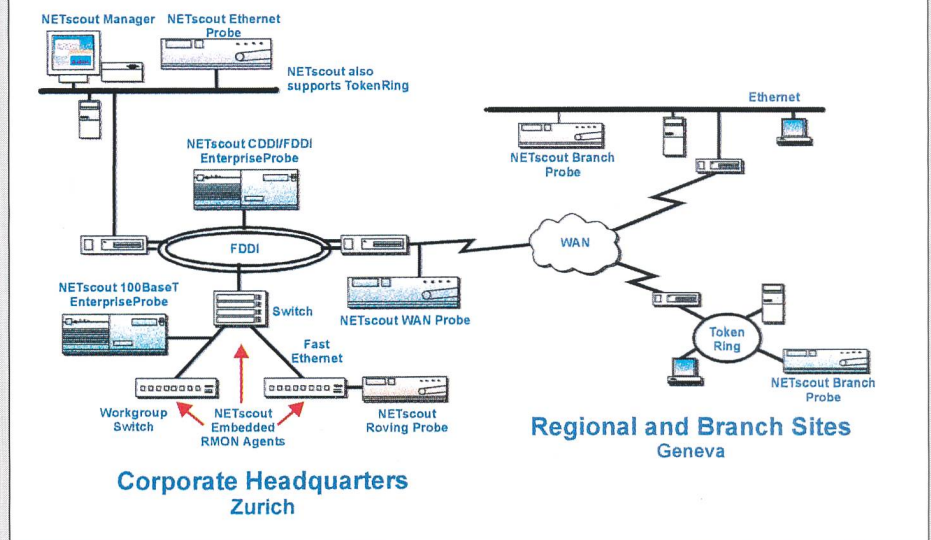 NETscout Manager
NETscout Ethernet
Probe
NETscout also
supports TokenRing
Ethernet
NETscout CDDI/FDDI
EnterpriseProbe
NETscout Branch
Probe
FDDI
WAN
NETscout 100BaseT
EnterpriseProbe
Switch
NETscout WAN Probe
Fast
Ethernet
Token
Ring
NETscout Branch
Probe
Workgroup
Switch
NETscout
Embedded
RMON Agents
NETscout
Roving Probe
Regional and Branch Sites
Geneva
Corporate Headquarters
Zurich